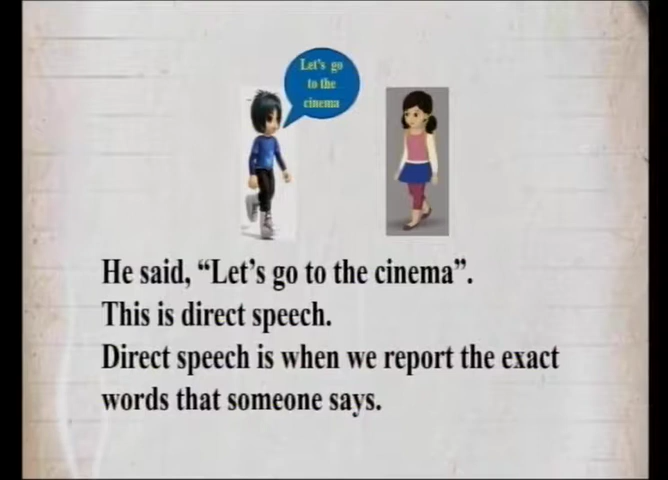 Let's go
to the
cinema
He said, “Let’s go to the cinema”.
This is direct speech.
Direct speech is when we report the exact
words that someone says.